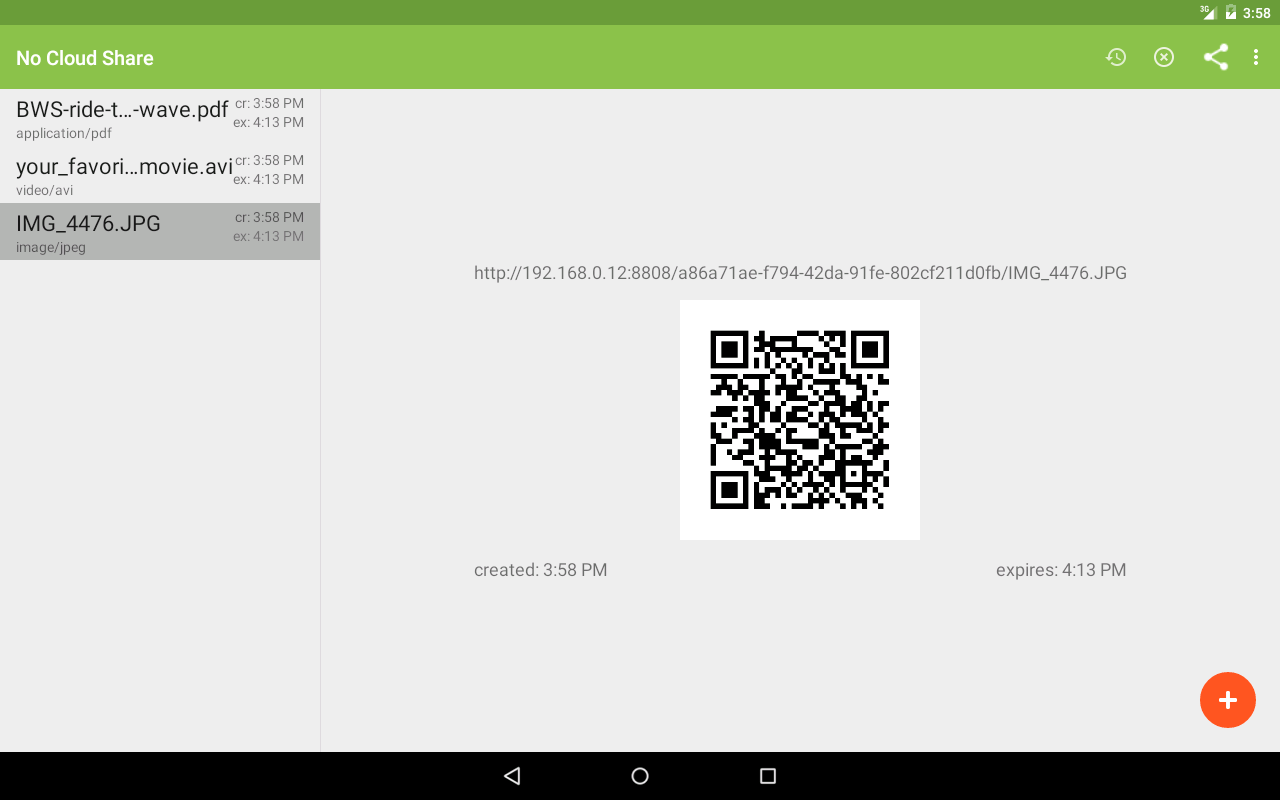 3G 3:58
No Cloud Share
BWS-ride-t...-wave.pdf cr: 3:58 PM
application/pdf ex: 4:13 PM
your_favori...movie.avi cr: 3:58 PM
video/avi ex: 4:13 PM
IMG_4476.JPG cr: 3:58 PM
image/jpeg ex: 4:13 PM
http://192.168.0.12:8808/a86a71ae-f794-42da-91fe-802cf211d0fb/IMG_4476.JPG
created: 3:58 PM expires: 4:13 PM